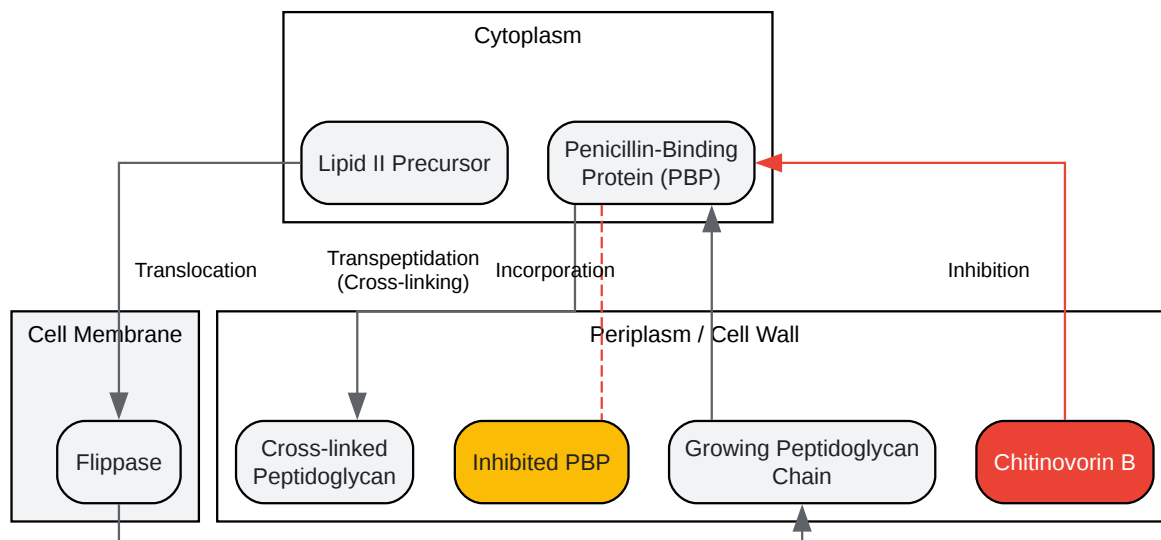 Cytoplasm
Lipid II Precursor
Penicillin-Binding
Protein (PBP)
Translocation
Transpeptidation
(Cross-linking)
Incorporation
Inhibition
Cell Membrane
Periplasm / Cell Wall
Flippase
Cross-linked
Peptidoglycan
Inhibited PBP
Growing Peptidoglycan
Chain
Chitinovorin B